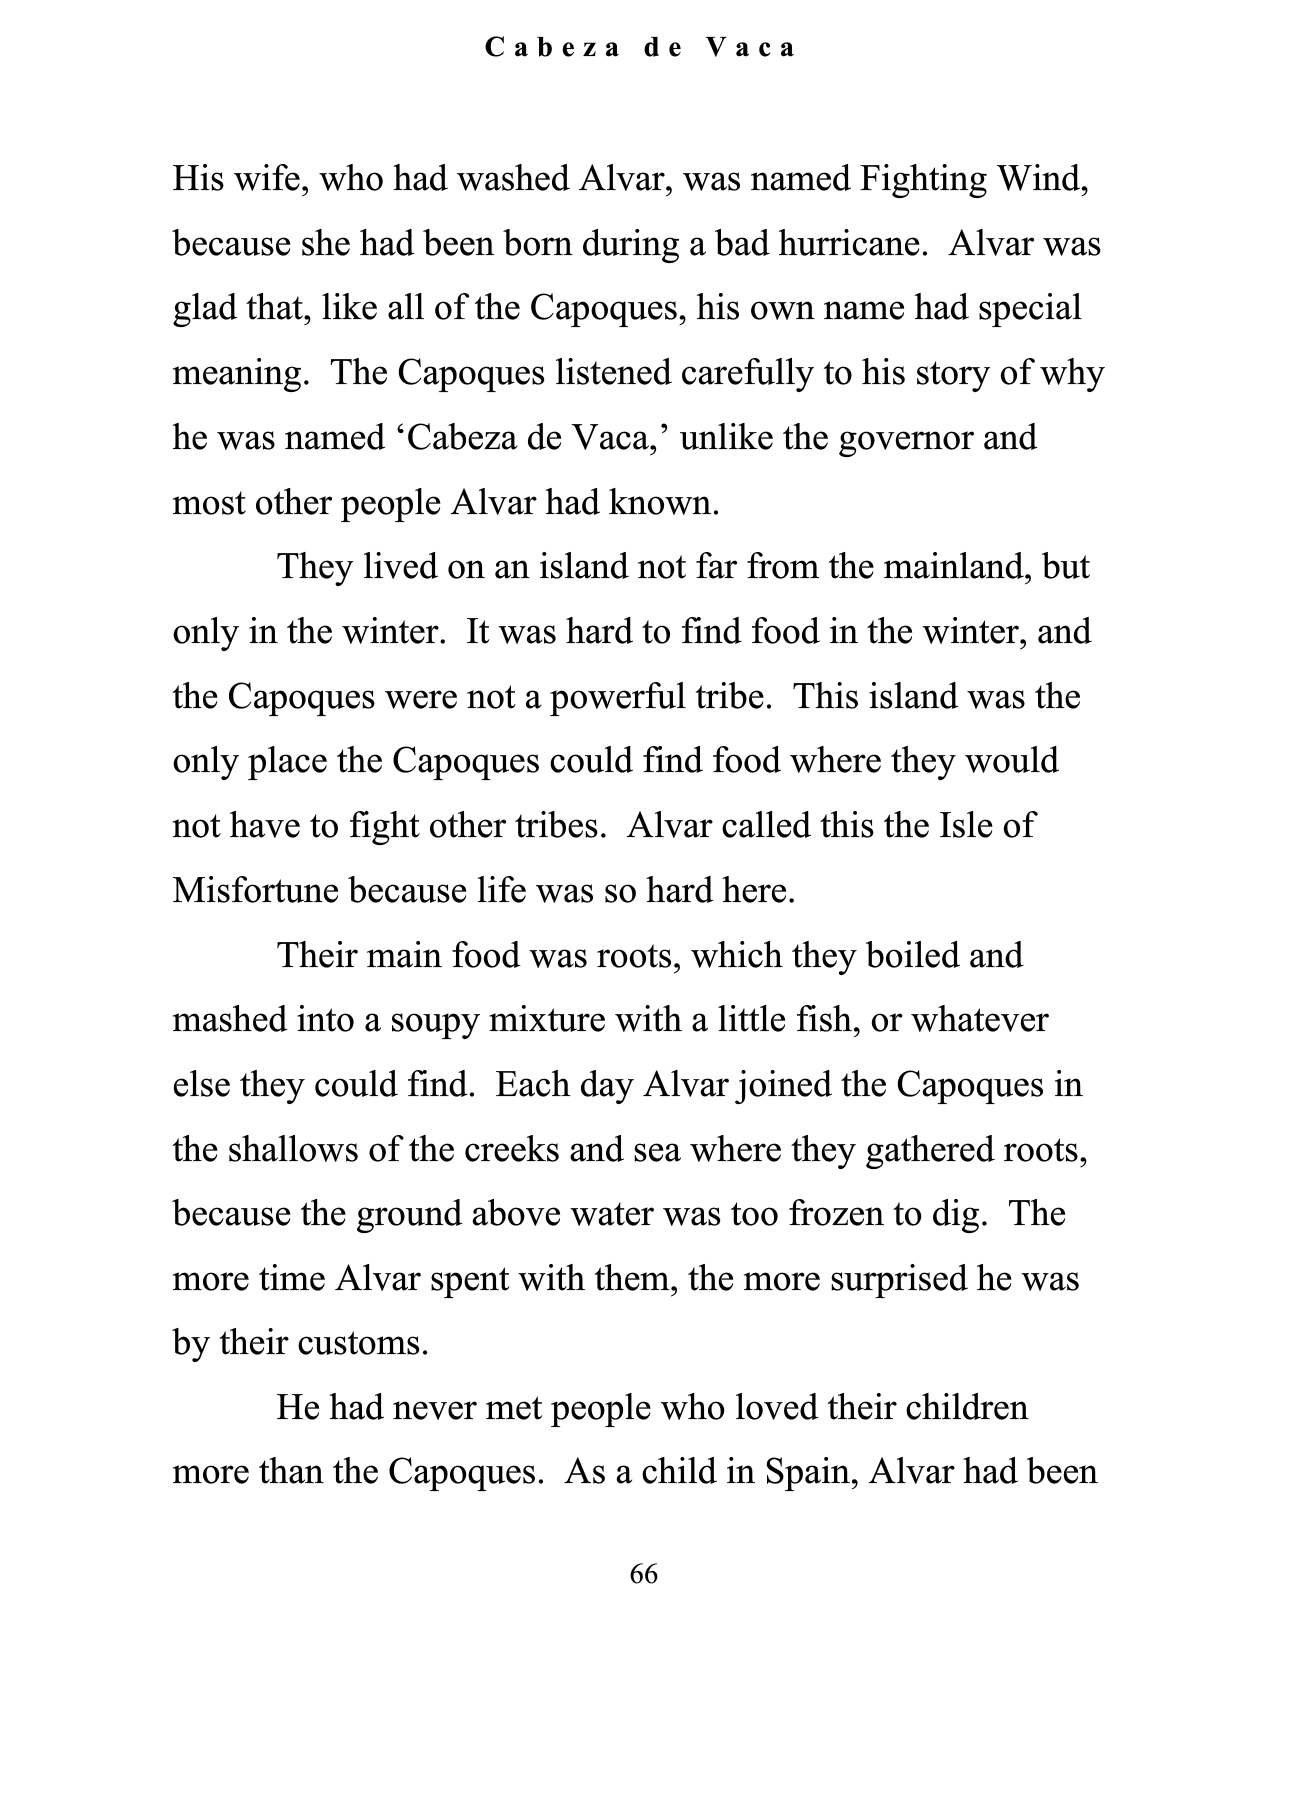 Cabeza de Vaca
His wife, who had washed Alvar, was named Fighting Wind,
because she had been born during a bad hurricane.  Alvar was
glad that, like all of the Capoques, his own name had special
meaning.  The Capoques listened carefully to his story of why
he was named ‘Cabeza de Vaca,’ unlike the governor and
most other people Alvar had known.
They lived on an island not far from the mainland, but
only in the winter.  It was hard to find food in the winter, and
the Capoques were not a powerful tribe.  This island was the
only place the Capoques could find food where they would
not have to fight other tribes.  Alvar called this the Isle of
Misfortune because life was so hard here.
Their main food was roots, which they boiled and
mashed into a soupy mixture with a little fish, or whatever
else they could find.  Each day Alvar joined the Capoques in
the shallows of the creeks and sea where they gathered roots,
because the ground above water was too frozen to dig.  The
more time Alvar spent with them, the more surprised he was
by their customs.
He had never met people who loved their children
more than the Capoques.  As a child in Spain, Alvar had been
66